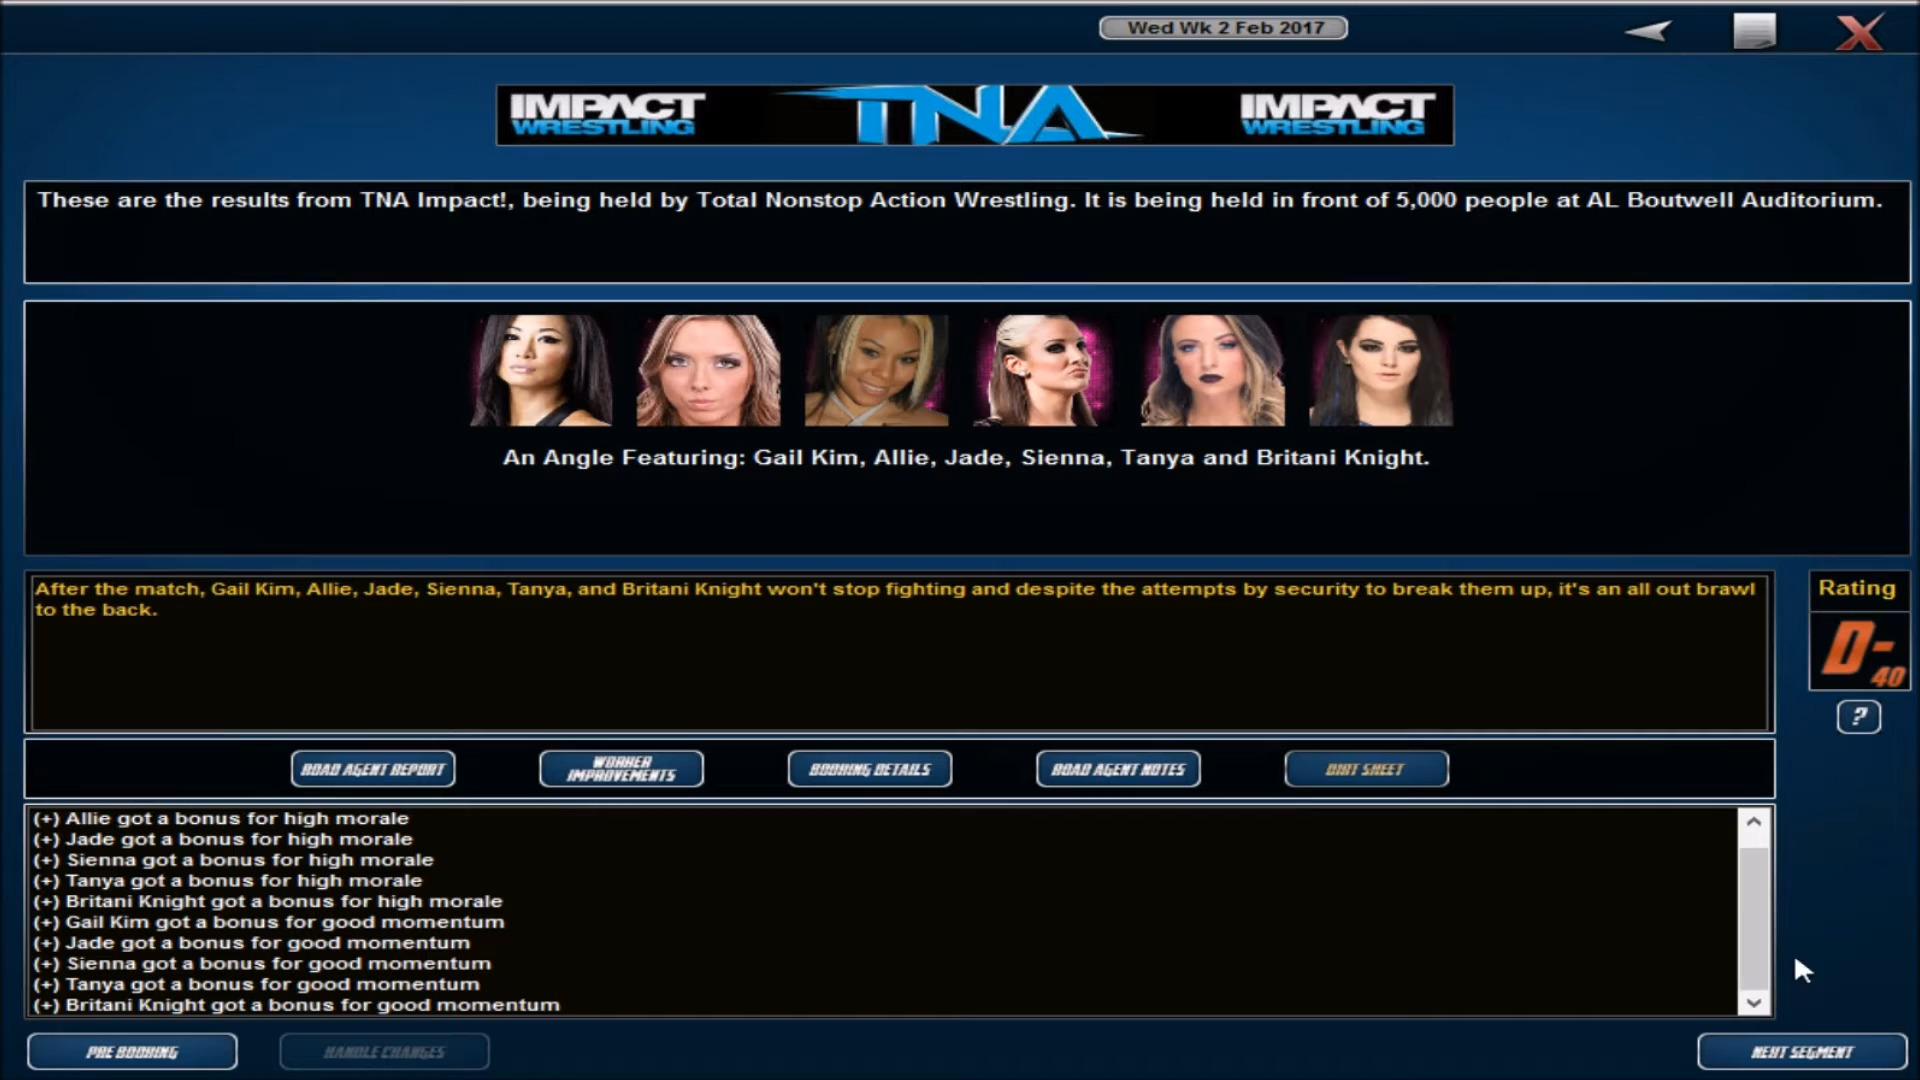 Wed Wk 2 Feb 2017
IMPACT WRESTLING TNA IMPACT WRESTLING
These are the results from TNA Impact!, being held by Total Nonstop Action Wrestling. It is being held in front of 5,000 people at AL Boutwell Auditorium.
An Angle Featuring: Gail Kim, Allie, Jade, Sienna, Tanya and Britani Knight.
After the match, Gail Kim, Allie, Jade, Sienna, Tanya, and Britani Knight won't stop fighting and despite the attempts by security to break them up, it's an all out brawl
to the back.
Rating
D-
40
?
ROAD AGENT REPORT
WORKER
IMPROVEMENTS
BOOKING DETAILS
ROAD AGENT NOTES
DIRT SHEET
(+) Allie got a bonus for high morale
(+) Jade got a bonus for high morale
(+) Sienna got a bonus for high morale
(+) Tanya got a bonus for high morale
(+) Britani Knight got a bonus for high morale
(+) Gail Kim got a bonus for good momentum
(+) Jade got a bonus for good momentum
(+) Sienna got a bonus for good momentum
(+) Tanya got a bonus for good momentum
(+) Britani Knight got a bonus for good momentum
PRE BOOKING
HANDLE CHANGES
NEXT SEGMENT